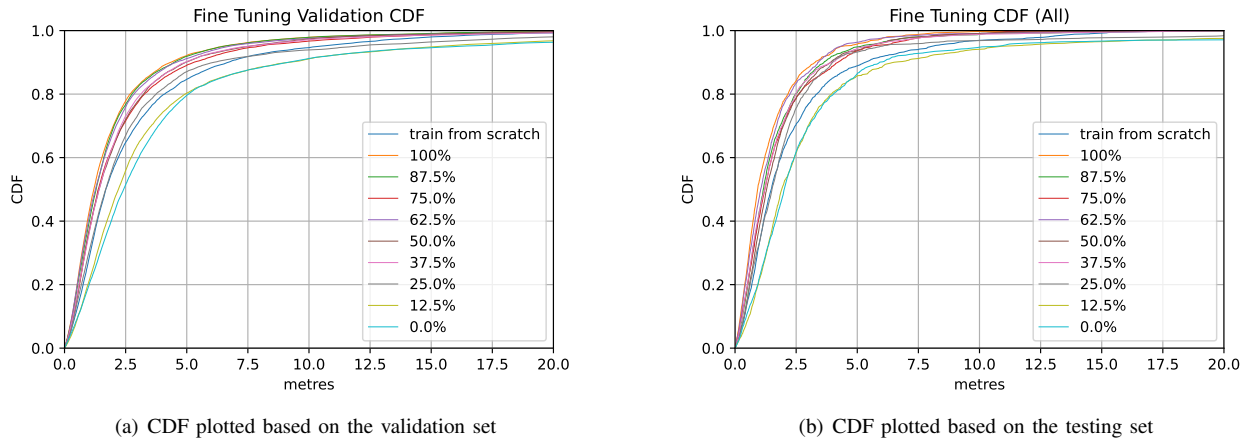 Fine Tuning Validation CDF
CDF
1.0
0.8
0.6
0.4
0.2
0.0
train from scratch
100%
87.5%
75.0%
62.5%
50.0%
37.5%
25.0%
12.5%
0.0%
0.0 2.5 5.0 7.5 10.0 12.5 15.0 17.5 20.0
metres
(a) CDF plotted based on the validation set
Fine Tuning CDF (All)
CDF
1.0
0.8
0.6
0.4
0.2
0.0
train from scratch
100%
87.5%
75.0%
62.5%
50.0%
37.5%
25.0%
12.5%
0.0%
0.0 2.5 5.0 7.5 10.0 12.5 15.0 17.5 20.0
metres
(b) CDF plotted based on the testing set